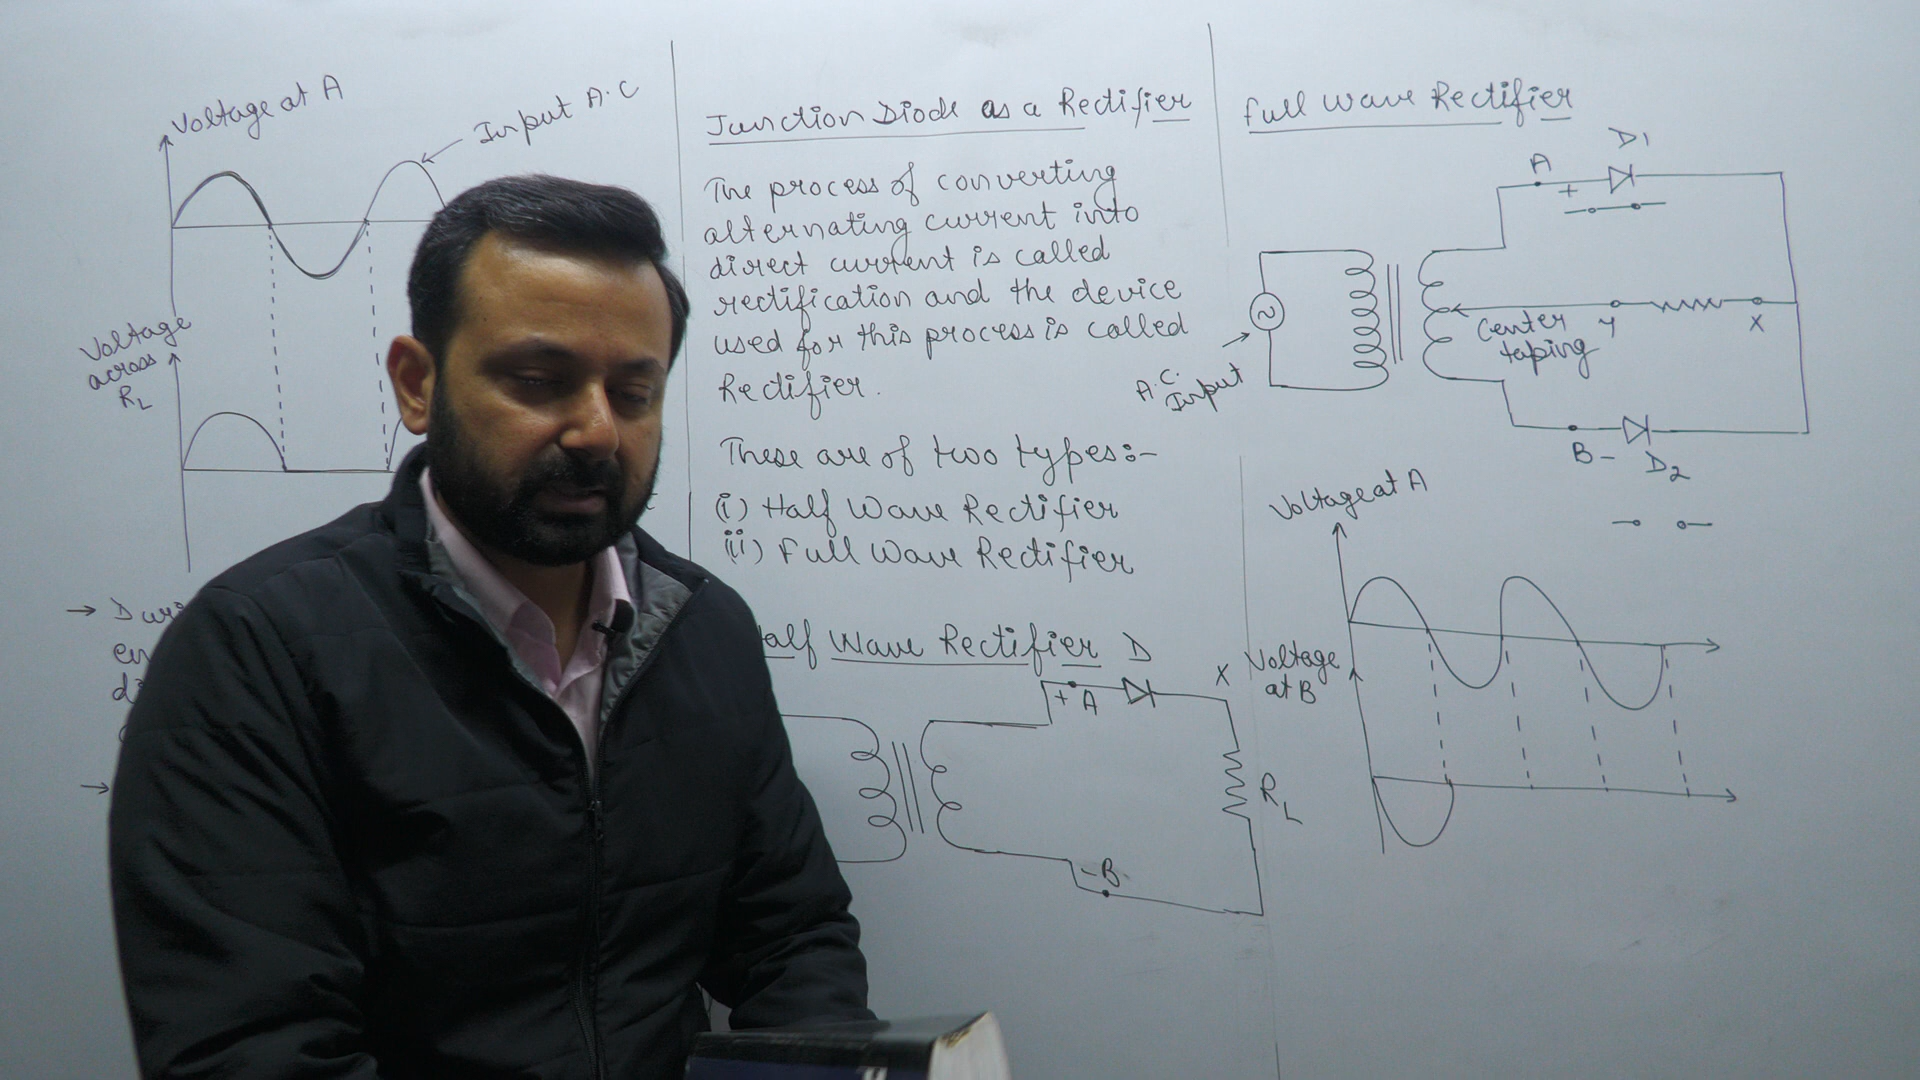 Voltage at A
Input A.C
Voltage
across
RL
Junction Diode as a Rectifier
The process of converting
alternating current into
direct current is called
rectification and the device
used for this process is called
Rectifier.
These are of two types:-
(i) Half Wave Rectifier
(ii) Full Wave Rectifier
Half Wave Rectifier
D
+ A
X
RL
- B
Full Wave Rectifier
D1
A
+
Center
taping
Y
X
A.C.
Input
B -
D2
Voltage at A
Voltage
at B